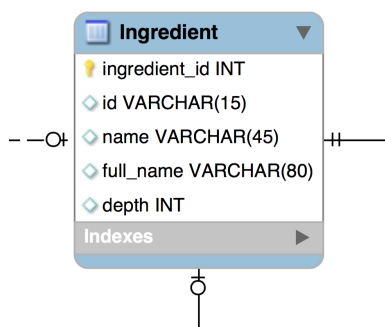 Ingredient
ingredient_id INT
id VARCHAR(15)
name VARCHAR(45)
full_name VARCHAR(80)
depth INT
Indexes